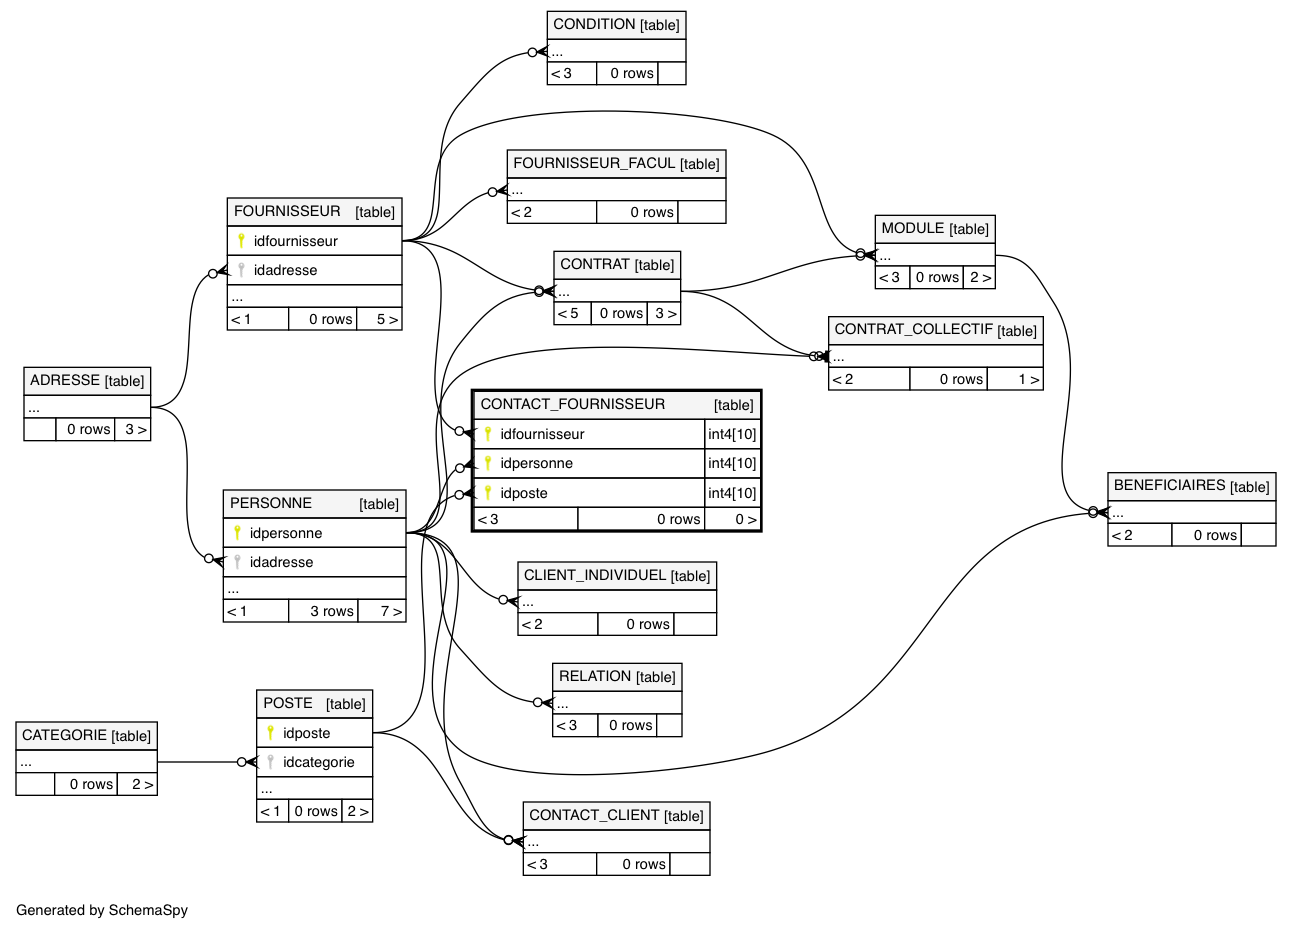 CONDITION [table]
...
< 3 0 rows
FOURNISSEUR_FACUL [table]
...
< 2 0 rows
FOURNISSEUR [table]
idfournisseur
idadresse
...
< 1 0 rows 5 >
MODULE [table]
...
< 3 0 rows 2 >
CONTRAT [table]
...
< 5 0 rows 3 >
CONTRAT_COLLECTIF [table]
...
< 2 0 rows 1 >
ADRESSE [table]
...
0 rows 3 >
CONTACT_FOURNISSEUR [table]
idfournisseur int4[10]
idpersonne int4[10]
idposte int4[10]
< 3 0 rows 0 >
BENEFICIAIRES [table]
...
< 2 0 rows
PERSONNE [table]
idpersonne
idadresse
...
< 1 3 rows 7 >
CLIENT_INDIVIDUEL [table]
...
< 2 0 rows
RELATION [table]
...
< 3 0 rows
POSTE [table]
idposte
idcategorie
...
< 1 0 rows 2 >
CATEGORIE [table]
...
0 rows 2 >
CONTACT_CLIENT [table]
...
< 3 0 rows
Generated by SchemaSpy